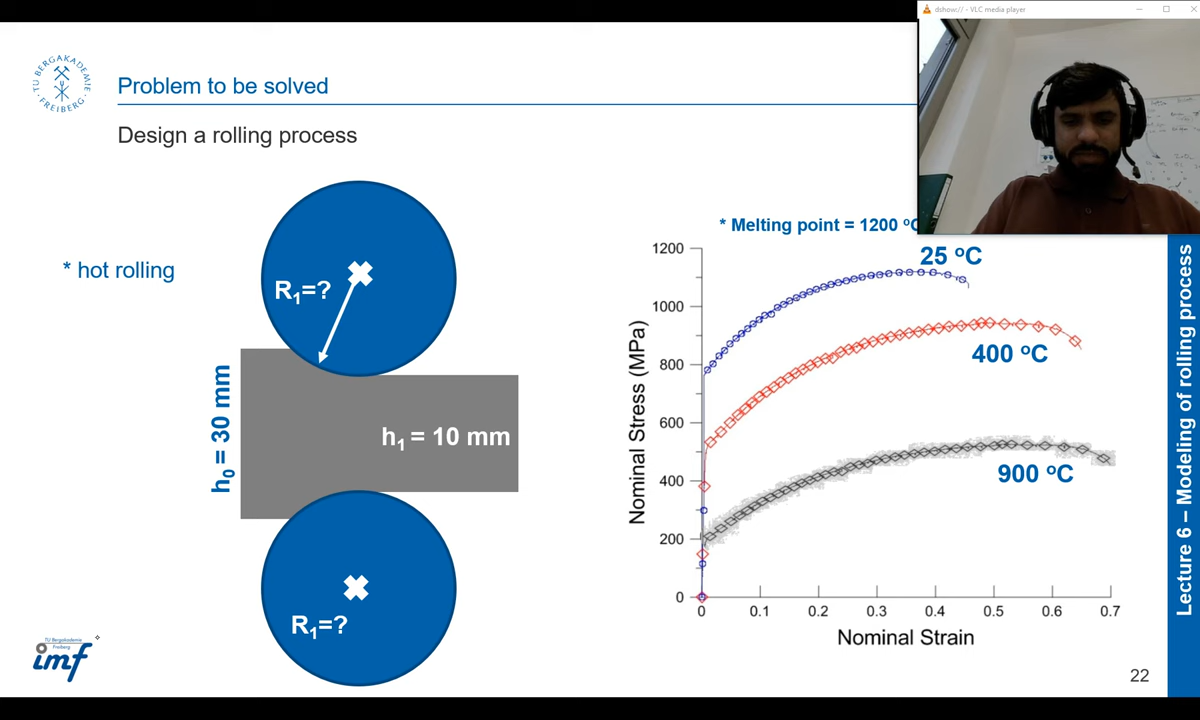 dshow:// - VLC media player
TU BERGAKADEMIE
FREIBERG
Problem to be solved
Design a rolling process
* hot rolling
R1=?
h0 = 30 mm
h1 = 10 mm
R1=?
* Melting point = 1200 ºC
25 ºC
400 ºC
900 ºC
Nominal Stress (MPa)
1200
1000
800
600
400
200
0
0 0.1 0.2 0.3 0.4 0.5 0.6 0.7
Nominal Strain
Lecture 6 – Modeling of rolling process
TU Bergakademie
Freiberg
imf
22